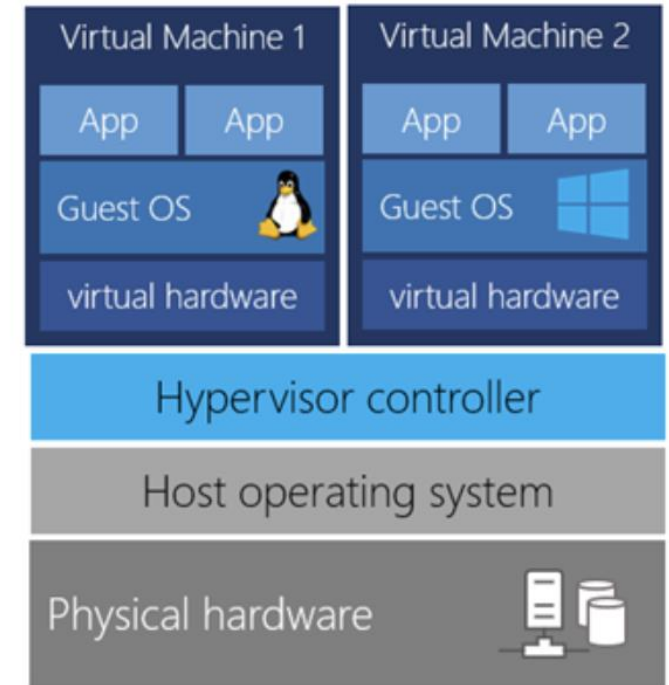 Virtual Machine 1
App
App
Guest OS
virtual hardware
Virtual Machine 2
App
App
Guest OS
virtual hardware
Hypervisor controller
Host operating system
Physical hardware